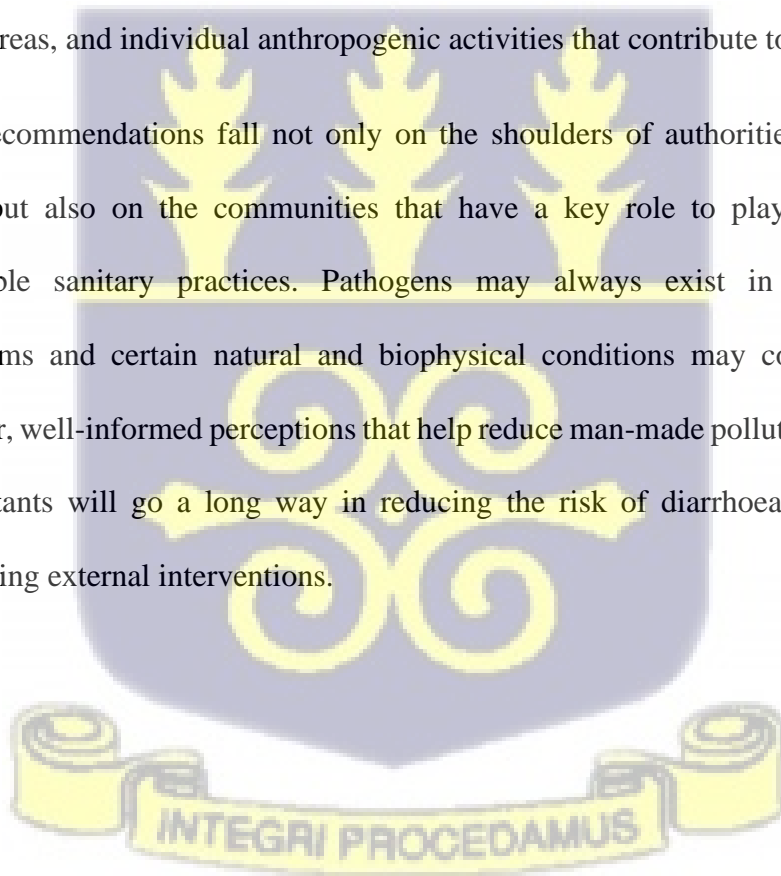 reas, and individual anthropogenic activities that contribute to
ecommendations fall not only on the shoulders of authoritie
out also on the communities that have a key role to play
ble sanitary practices. Pathogens may always exist in
ms and certain natural and biophysical conditions may co
r, well-informed perceptions that help reduce man-made pollut
tants will go a long way in reducing the risk of diarrhoea
ing external interventions.
INTEGRI PROCEDAMUS